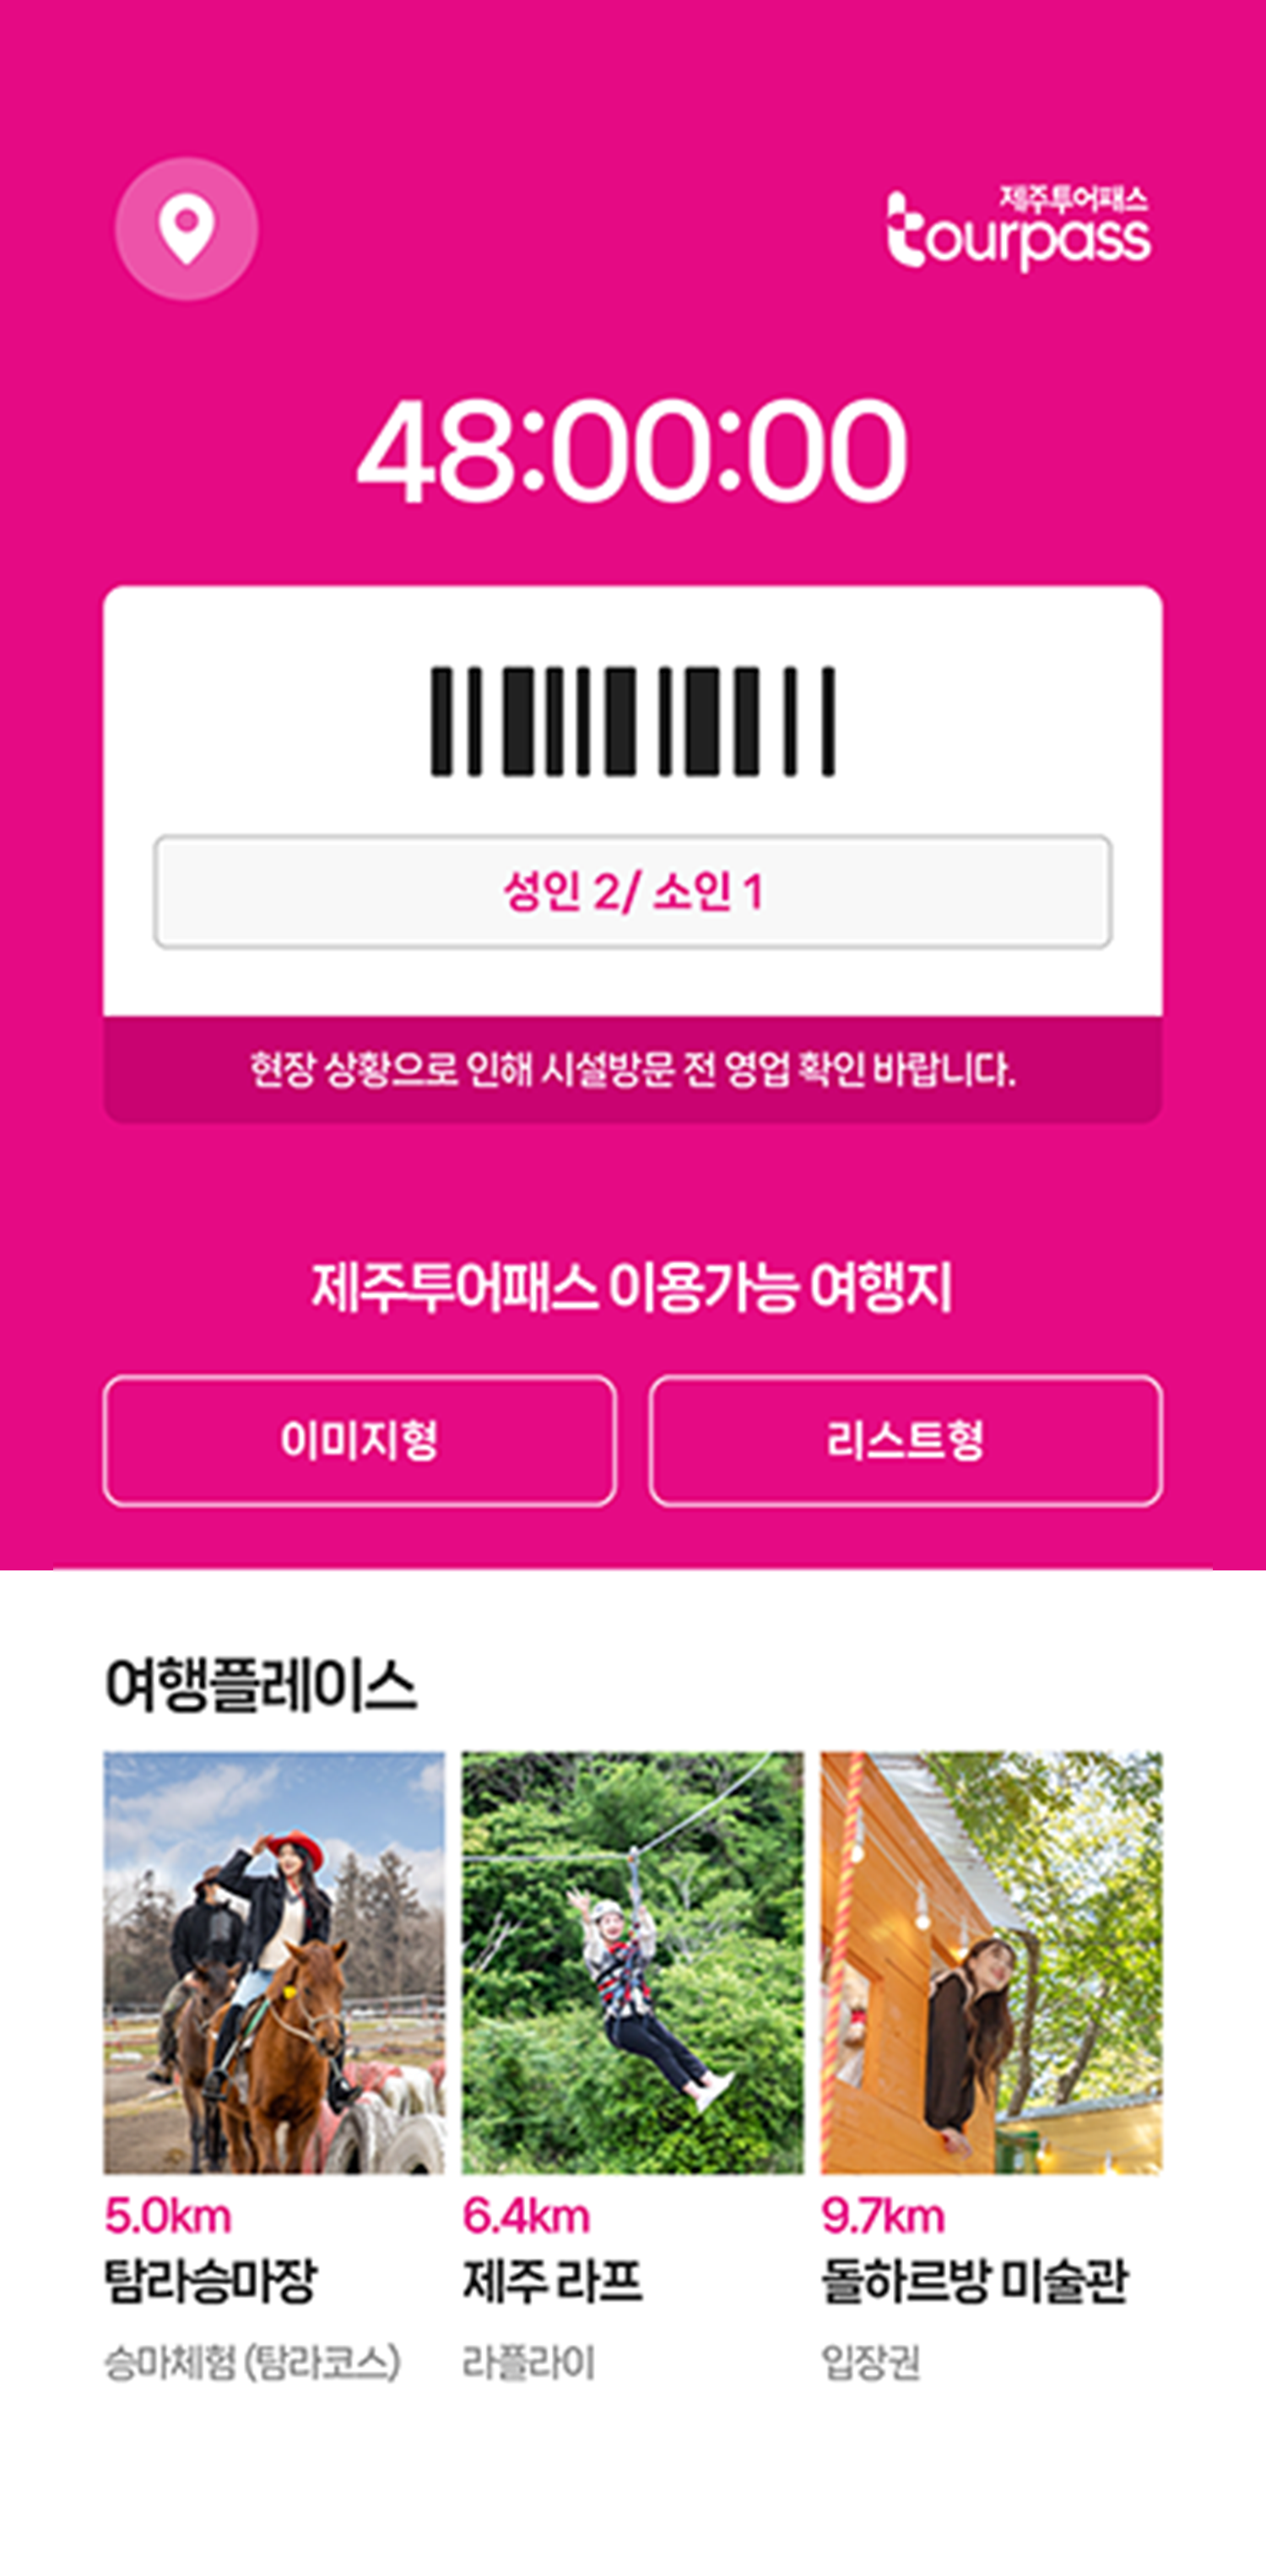 제주투어패스
tourpass
48:00:00
성인 2/ 소인 1
현장 상황으로 인해 시설방문 전 영업 확인 바랍니다.
제주투어패스 이용가능 여행지
이미지형
리스트형
여행플레이스
5.0km
탐라승마장
승마체험 (탐라코스)
6.4km
제주 라프
라플라이
9.7km
돌하르방 미술관
입장권